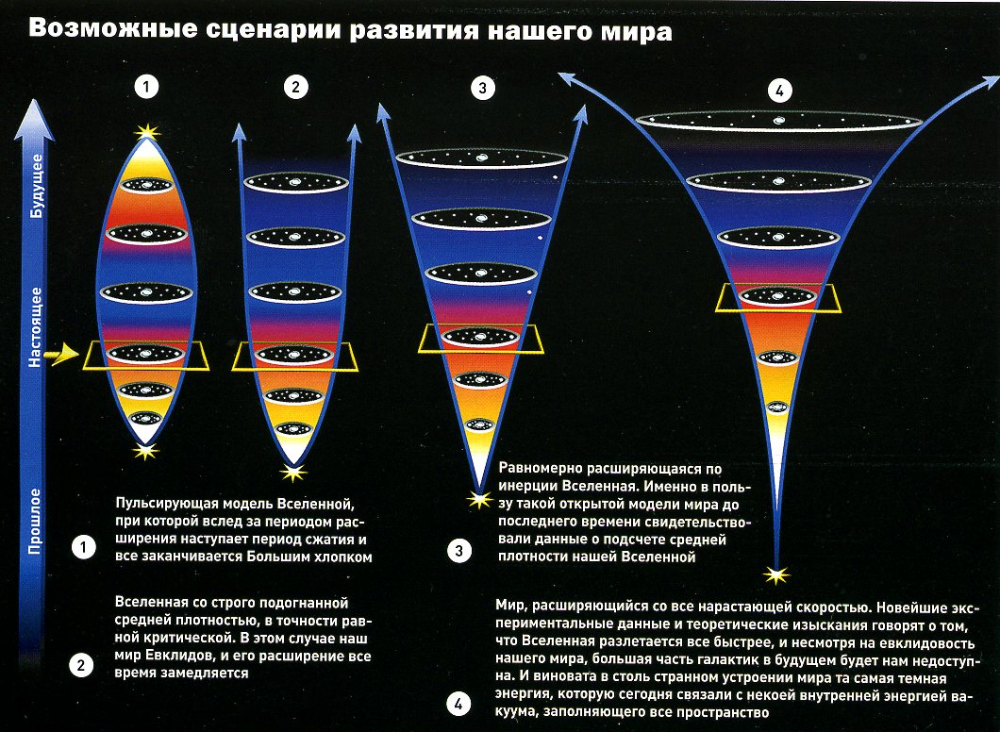 Возможные сценарии развития нашего мира
1
2
3
4
Будущее
Настоящее
Прошлое
Пульсирующая модель Вселенной,
при которой вслед за периодом рас-
ширения наступает период сжатия и
все заканчивается Большим хлопком
1
Вселенная со строго подогнанной
средней плотностью, в точности рав-
ной критической. В этом случае наш
мир Евклидов, и его расширение все
время замедляется
2
Равномерно расширяющаяся по
инерции Вселенная. Именно в поль-
зу такой открытой модели мира до
последнего времени свидетельство-
вали данные о подсчете средней
плотности нашей Вселенной
3
Мир, расширяющийся со все нарастающей скоростью. Новейшие экс-
периментальные данные и теоретические изыскания говорят о том,
что Вселенная разлетается все быстрее, и несмотря на евклидовость
нашего мира, большая часть галактик в будущем будет нам недоступ-
на. И виновата в столь странном устройстве мира та самая темная
энергия, которую сегодня связали с некоей внутренней энергией ва-
куума, заполняющего все пространство
4